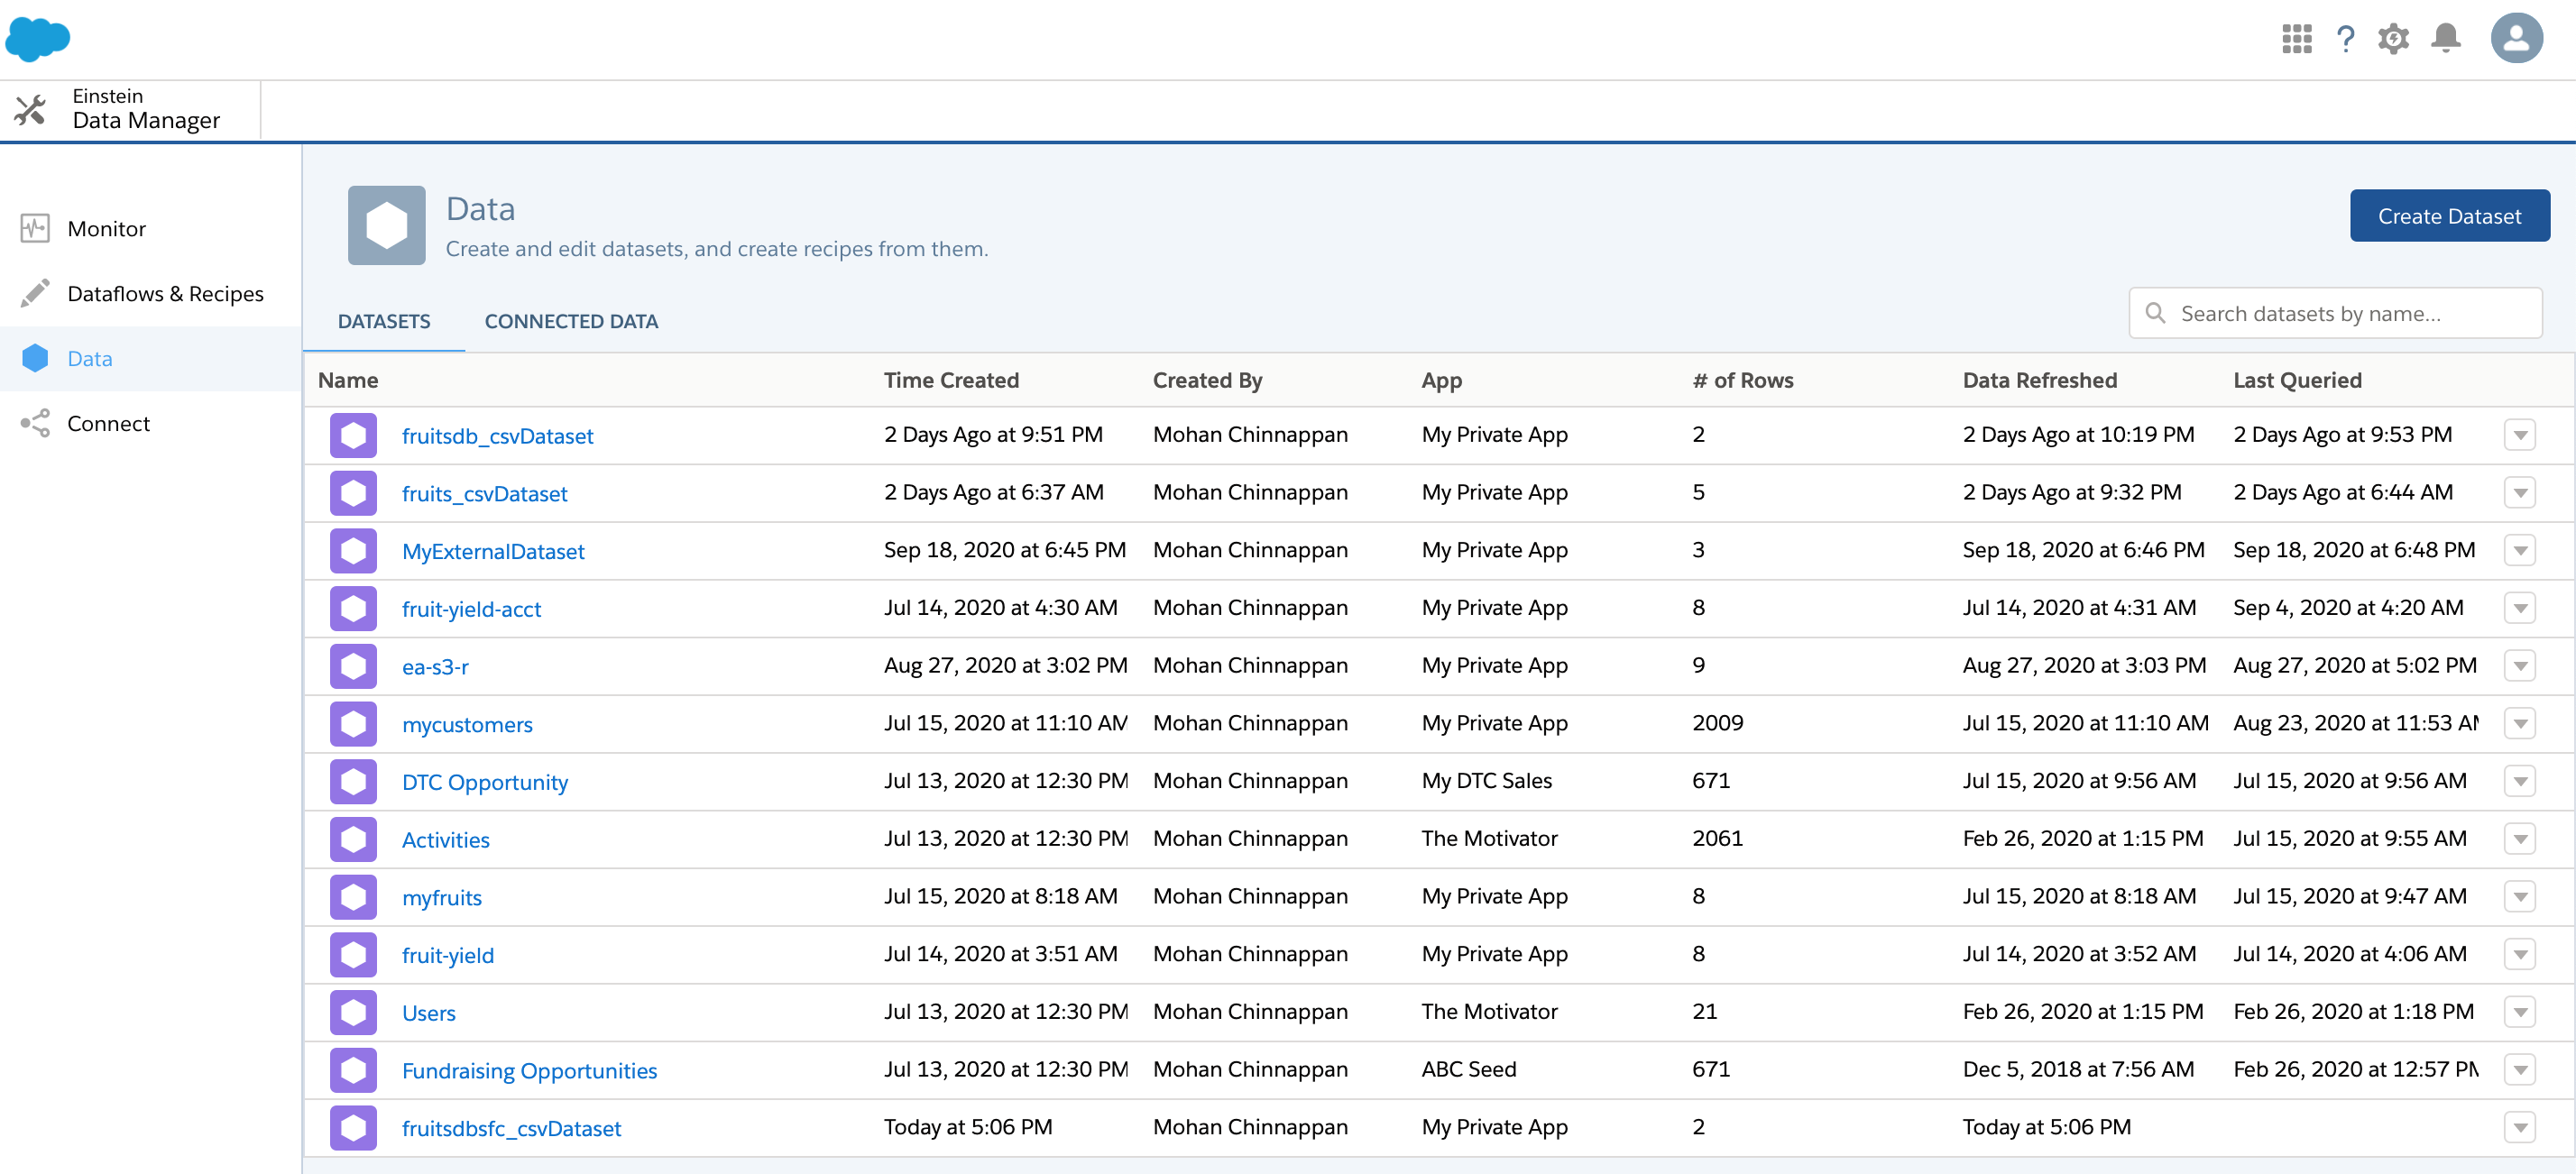 ?
Einstein
Data Manager
Monitor
Dataflows & Recipes
Data
Connect
Data
Create and edit datasets, and create recipes from them.
Create Dataset
DATASETS CONNECTED DATA
Search datasets by name...
Name Time Created Created By App # of Rows Data Refreshed Last Queried
fruitsdb_csvDataset 2 Days Ago at 9:51 PM Mohan Chinnappan My Private App 2 2 Days Ago at 10:19 PM 2 Days Ago at 9:53 PM
fruits_csvDataset 2 Days Ago at 6:37 AM Mohan Chinnappan My Private App 5 2 Days Ago at 9:32 PM 2 Days Ago at 6:44 AM
MyExternalDataset Sep 18, 2020 at 6:45 PM Mohan Chinnappan My Private App 3 Sep 18, 2020 at 6:46 PM Sep 18, 2020 at 6:48 PM
fruit-yield-acct Jul 14, 2020 at 4:30 AM Mohan Chinnappan My Private App 8 Jul 14, 2020 at 4:31 AM Sep 4, 2020 at 4:20 AM
ea-s3-r Aug 27, 2020 at 3:02 PM Mohan Chinnappan My Private App 9 Aug 27, 2020 at 3:03 PM Aug 27, 2020 at 5:02 PM
mycustomers Jul 15, 2020 at 11:10 AM Mohan Chinnappan My Private App 2009 Jul 15, 2020 at 11:10 AM Aug 23, 2020 at 11:53 AM
DTC Opportunity Jul 13, 2020 at 12:30 PM Mohan Chinnappan My DTC Sales 671 Jul 15, 2020 at 9:56 AM Jul 15, 2020 at 9:56 AM
Activities Jul 13, 2020 at 12:30 PM Mohan Chinnappan The Motivator 2061 Feb 26, 2020 at 1:15 PM Jul 15, 2020 at 9:55 AM
myfruits Jul 15, 2020 at 8:18 AM Mohan Chinnappan My Private App 8 Jul 15, 2020 at 8:18 AM Jul 15, 2020 at 9:47 AM
fruit-yield Jul 14, 2020 at 3:51 AM Mohan Chinnappan My Private App 8 Jul 14, 2020 at 3:52 AM Jul 14, 2020 at 4:06 AM
Users Jul 13, 2020 at 12:30 PM Mohan Chinnappan The Motivator 21 Feb 26, 2020 at 1:15 PM Feb 26, 2020 at 1:18 PM
Fundraising Opportunities Jul 13, 2020 at 12:30 PM Mohan Chinnappan ABC Seed 671 Dec 5, 2018 at 7:56 AM Feb 26, 2020 at 12:57 PM
fruitsdbsfc_csvDataset Today at 5:06 PM Mohan Chinnappan My Private App 2 Today at 5:06 PM